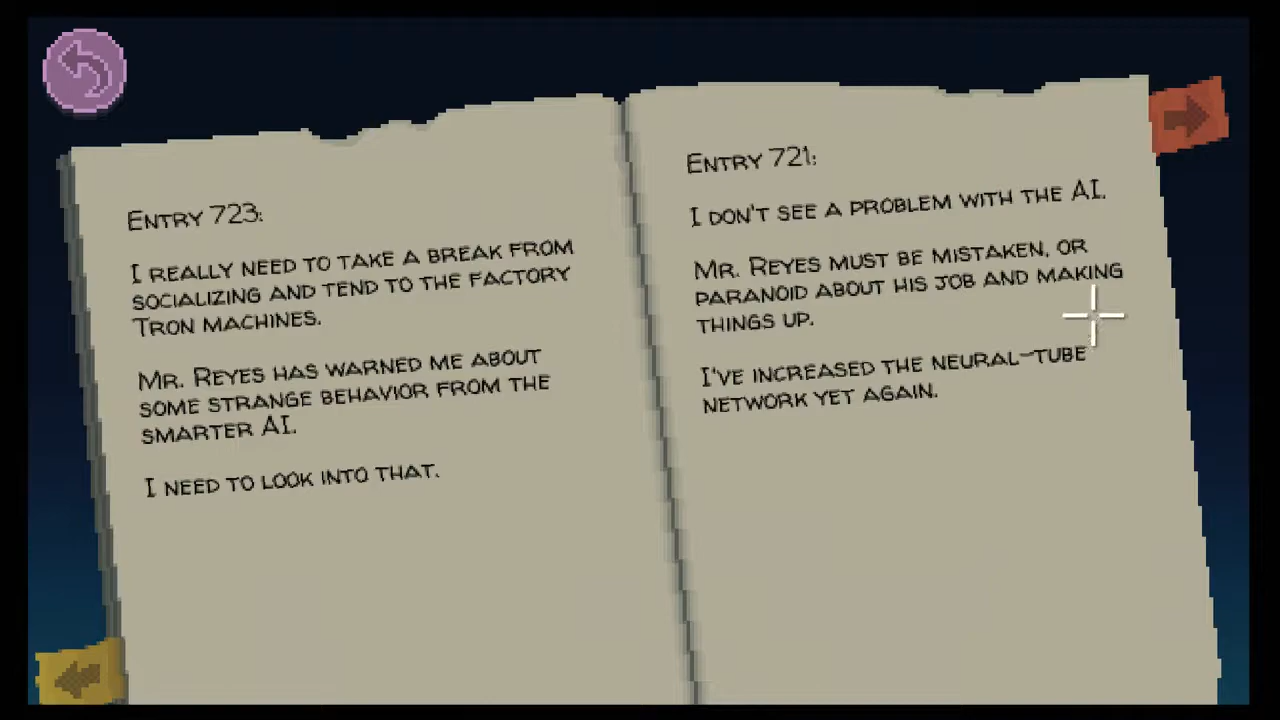 Entry 723:
I really need to take a break from
socializing and tend to the factory
Tron machines.
Mr. Reyes has warned me about
some strange behavior from the
smarter AI.
I need to look into that.
Entry 721:
I don't see a problem with the AI.
Mr. Reyes must be mistaken, or
paranoid about his job and making
things up.
I've increased the neural-tube
network yet again.